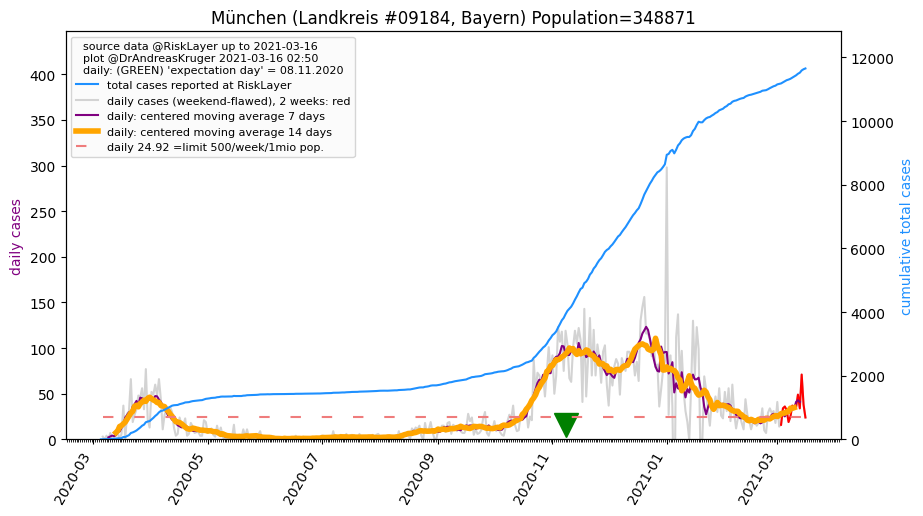 München (Landkreis #09184, Bayern) Population=348871
source data @RiskLayer up to 2021-03-16
plot @DrAndreasKruger 2021-03-16 02:50
daily: (GREEN) 'expectation day' = 08.11.2020
total cases reported at RiskLayer
daily cases (weekend-flawed), 2 weeks: red
daily: centered moving average 7 days
daily: centered moving average 14 days
daily 24.92 =limit 500/week/1mio pop.
daily cases
400
350
300
250
200
150
100
50
0
12000
10000
8000
6000
4000
2000
0
cumulative total cases
2020-03
2020-05
2020-07
2020-09
2020-11
2021-01
2021-03